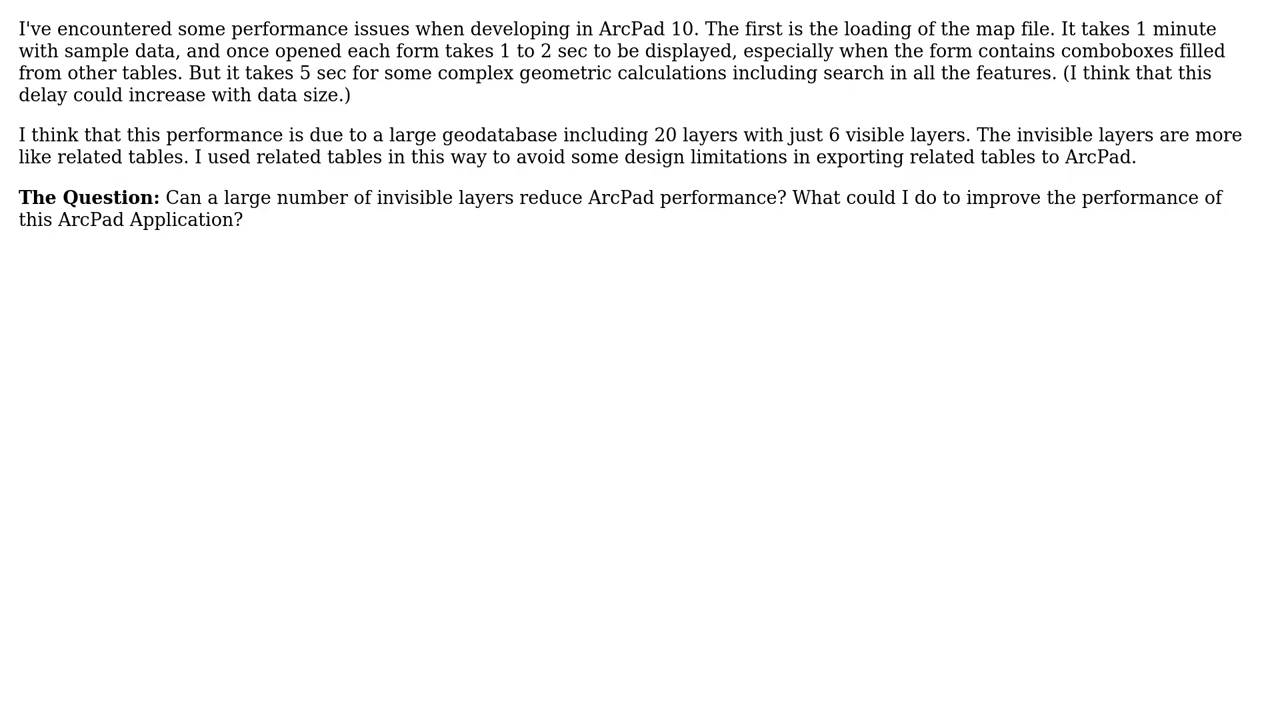 I've encountered some performance issues when developing in ArcPad 10. The first is the loading of the map file. It takes 1 minute
with sample data, and once opened each form takes 1 to 2 sec to be displayed, especially when the form contains comboboxes filled
from other tables. But it takes 5 sec for some complex geometric calculations including search in all the features. (I think that this
delay could increase with data size.)
I think that this performance is due to a large geodatabase including 20 layers with just 6 visible layers. The invisible layers are more
like related tables. I used related tables in this way to avoid some design limitations in exporting related tables to ArcPad.
The Question: Can a large number of invisible layers reduce ArcPad performance? What could I do to improve the performance of
this ArcPad Application?